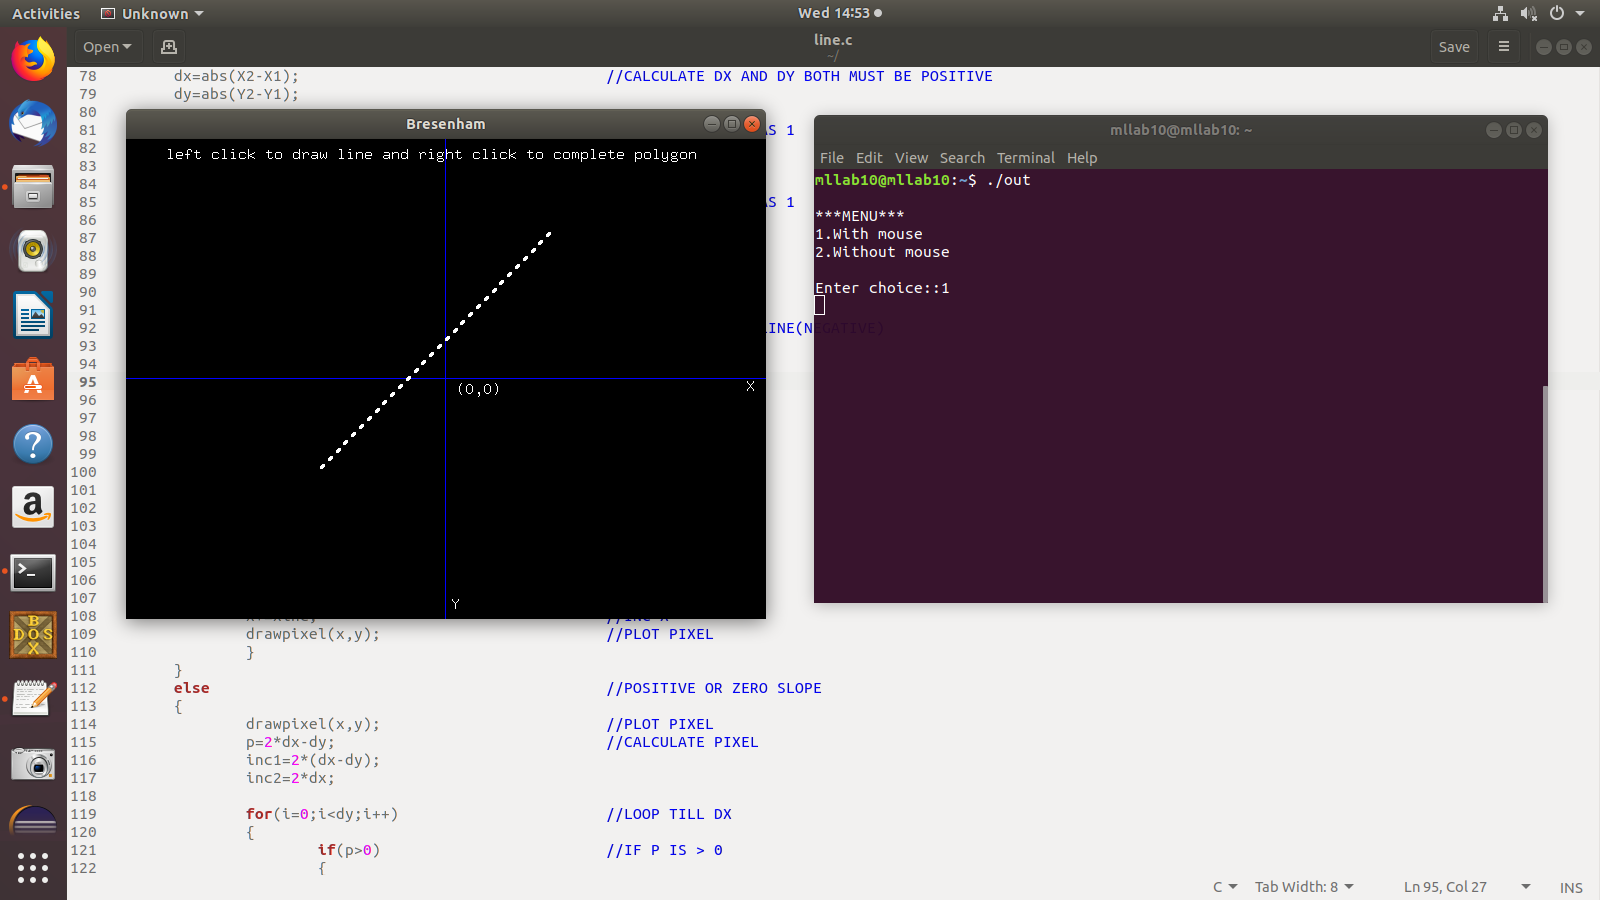 Activities Unknown Wed 14:53
Open line.c Save
~/
78 dx=abs(X2-X1); //CALCULATE DX AND DY BOTH MUST BE POSITIVE
79 dy=abs(Y2-Y1);
80
81 AS 1
82
83
84
85 AS 1
86
87
88
89
90
91
92 LINE(NEGATIVE)
93
94
95
96
97
98
99
100
101
102
103
104
105
106
107
108
109 drawpixel(x,y); //PLOT PIXEL
110 }
111 }
112 else //POSITIVE OR ZERO SLOPE
113 {
114 drawpixel(x,y); //PLOT PIXEL
115 p=2*dx-dy; //CALCULATE PIXEL
116 inc1=2*(dx-dy);
117 inc2=2*dx;
118
119 for(i=0;i<dy;i++) //LOOP TILL DX
120 {
121 if(p>0) //IF P IS > 0
122 {
C Tab Width: 8 Ln 95, Col 27 INS
Bresenham
left click to draw line and right click to complete polygon
(0,0)
X
Y
mllab10@mllab10: ~
File Edit View Search Terminal Help
mllab10@mllab10:~$ ./out
***MENU***
1.With mouse
2.Without mouse
Enter choice::1
BOX
DOS